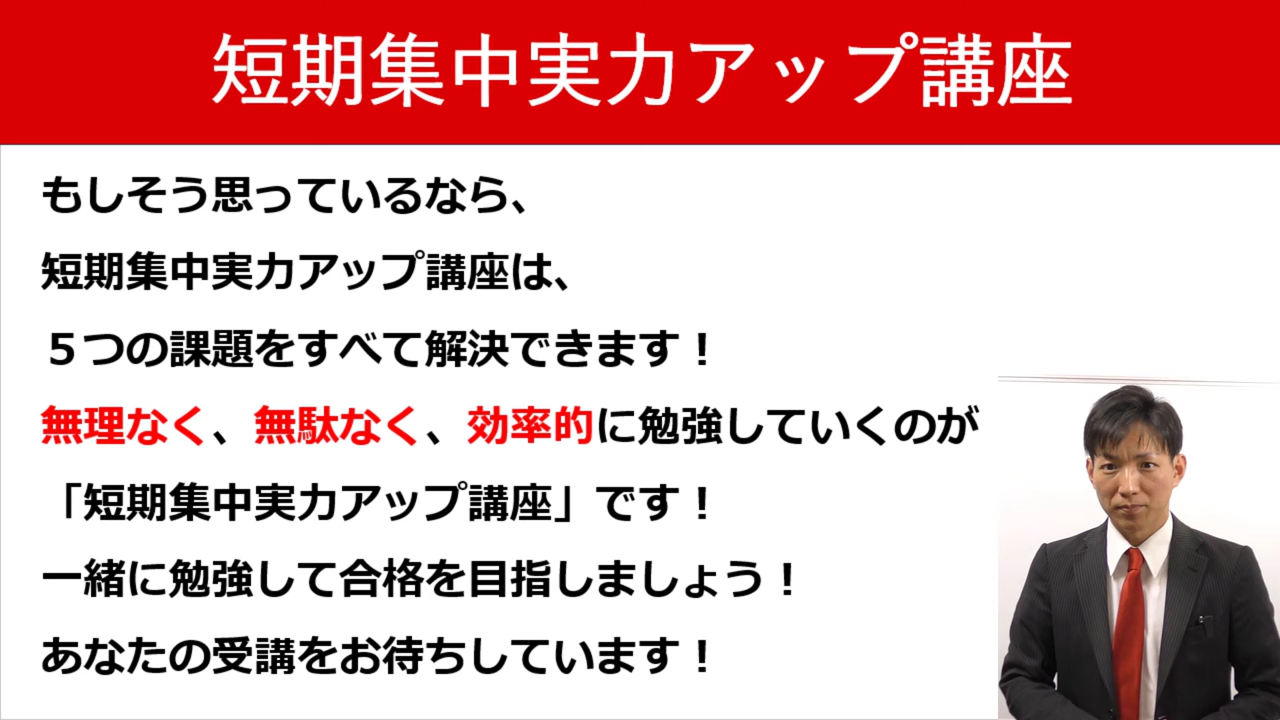 短期集中実力アップ講座
もしそう思っているなら、
短期集中実力アップ講座は、
５つの課題をすべて解決できます！
無理なく、無駄なく、効率的に勉強していくのが
「短期集中実力アップ講座」です！
一緒に勉強して合格を目指しましょう！
あなたの受講をお待ちしています！